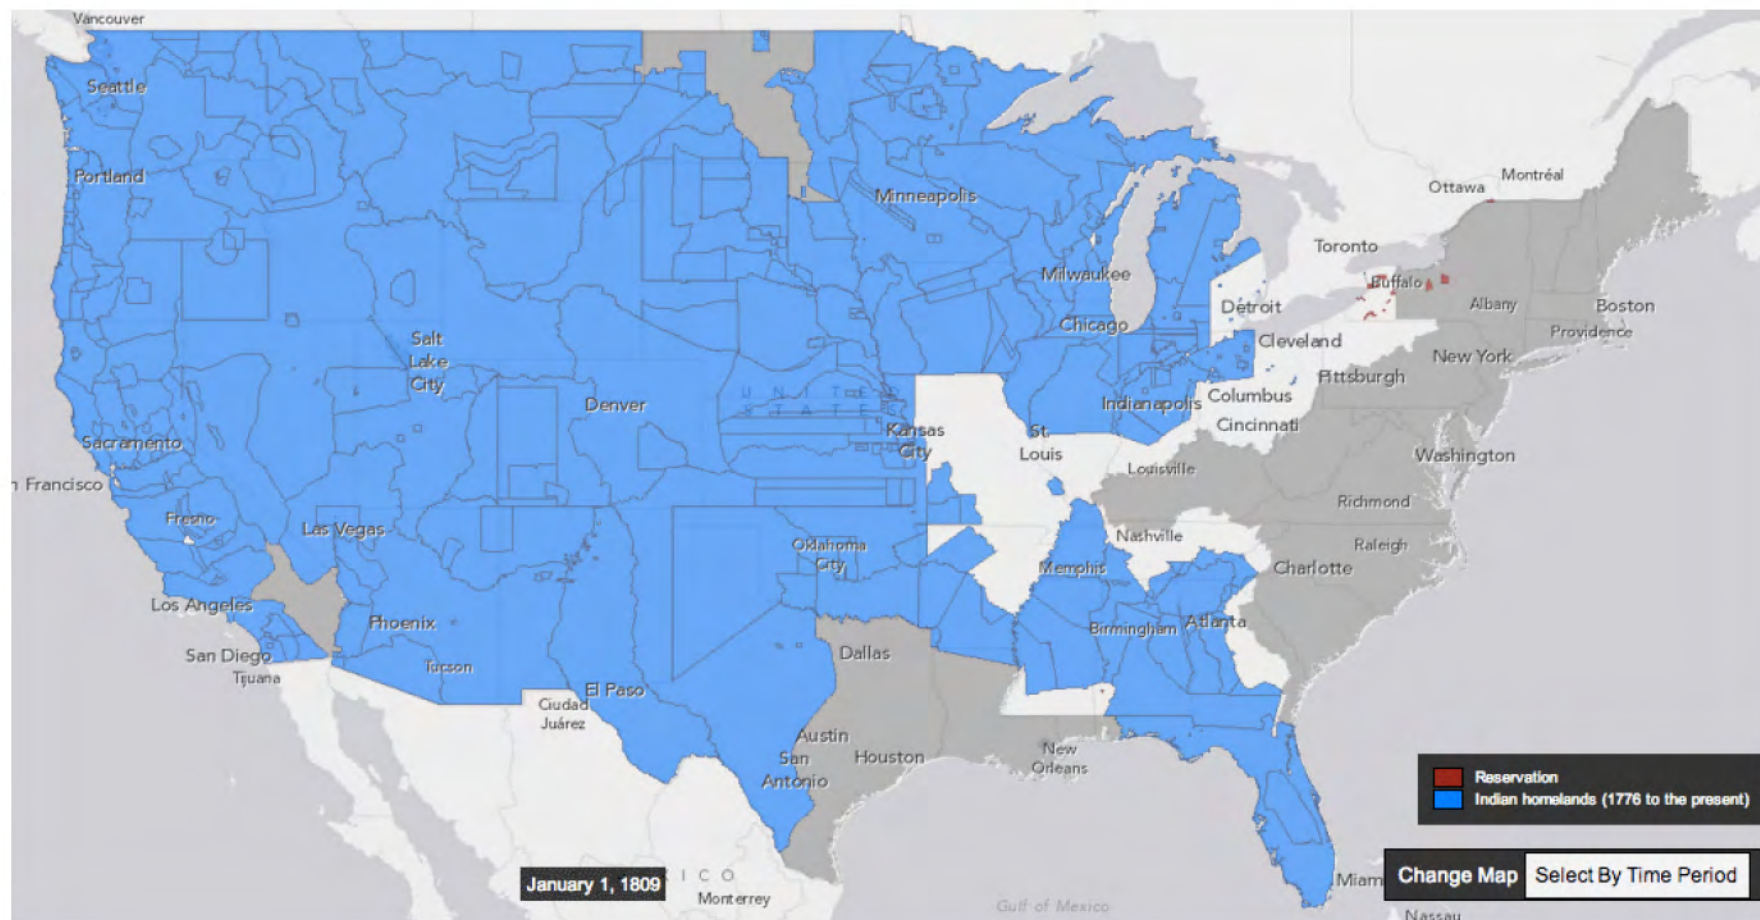 Vancouver
Seattle
Portland
Ottawa
Montréal
Minneapolis
Toronto
Milwaukee
Buffalo
Detroit
Albany
Boston
Chicago
Providence
Salt
Lake
City
Cleveland
New York
Pittsburgh
UNITED
STATES
Denver
Indianapolis
Columbus
Cincinnati
Sacramento
Kansas
City
St.
Louis
Louisville
Washington
n Francisco
Richmond
Fresno
Las Vegas
Nashville
Raleigh
Oklahoma
City
Memphis
Charlotte
Los Angeles
Phoenix
Birmingham
Atlanta
San Diego
Tijuana
Tucson
Dallas
El Paso
Ciudad
Juárez
Austin
San
Antonio
Houston
New
Orleans
Reservation
Indian homelands (1776 to the present)
January 1, 1809
XICO
Monterrey
Gulf of Mexico
Miam
Change Map
Select By Time Period
Nassau